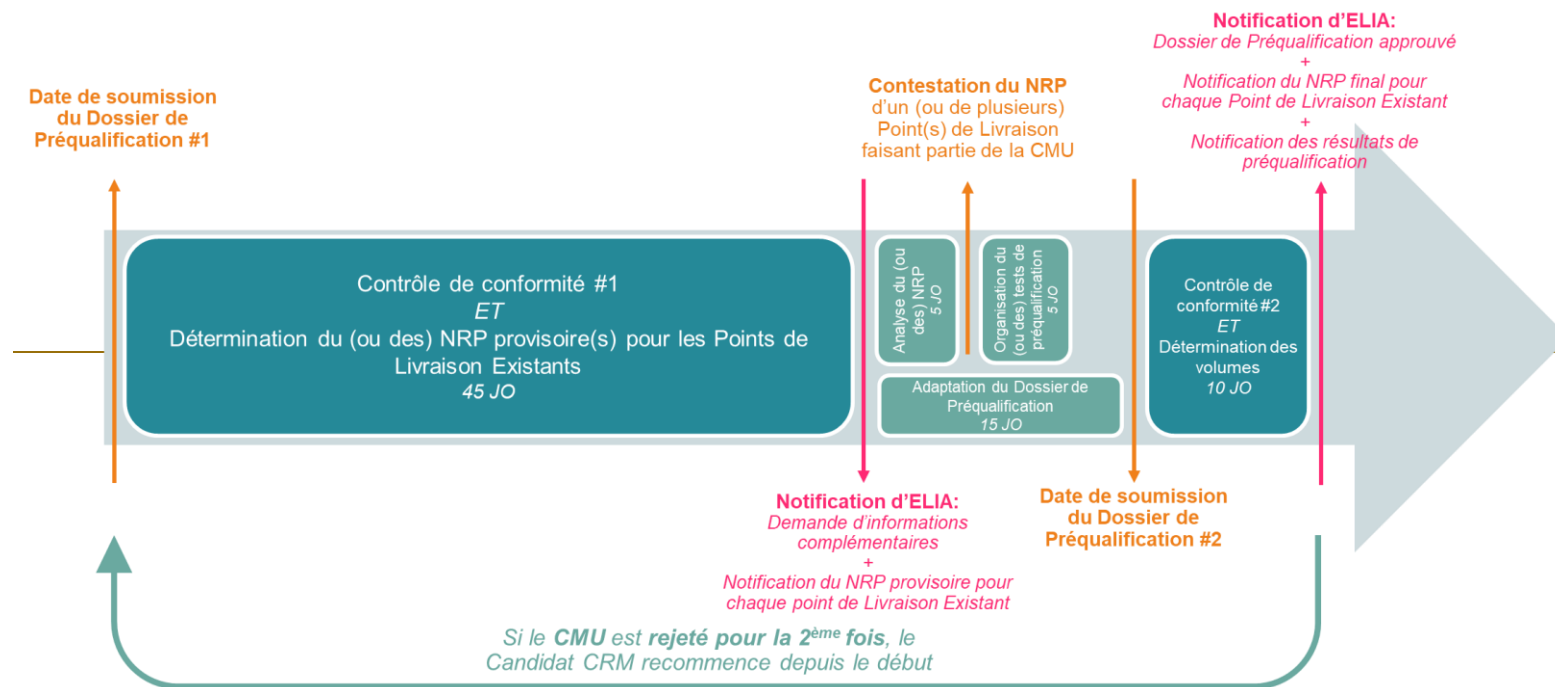 Notification d'ELIA:
Dossier de Préqualification approuvé
+
Notification du NRP final pour
chaque Point de Livraison Existant
+
Notification des résultats de
préqualification
Contestation du NRP
d'un (ou de plusieurs)
Point(s) de Livraison
faisant partie de la CMU
Date de soumission
du Dossier de
Préqualification #1
Contrôle de conformité #1
ET
Détermination du (ou des) NRP provisoire(s) pour les Points de
Livraison Existants
45 JO
Analyse du (ou
des) NRP
5 JO
Organisation du
(ou des) tests de
préqualification
5 JO
Adaptation du Dossier de
Préqualification
15 JO
Contrôle de
conformité #2
ET
Détermination des
volumes
10 JO
Notification d'ELIA:
Demande d'informations
complémentaires
+
Notification du NRP provisoire pour
chaque point de Livraison Existant
Date de soumission
du Dossier de
Préqualification #2
Si le CMU est rejeté pour la 2ème fois, le
Candidat CRM recommence depuis le début